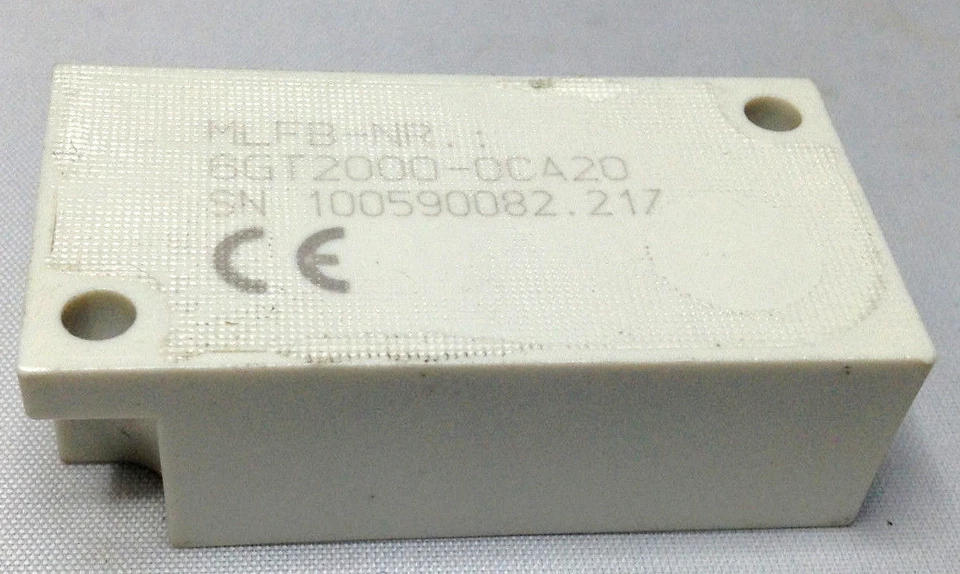 MLFB-NR.:
6GT2000-0CA20
SN 100590082.217
CE